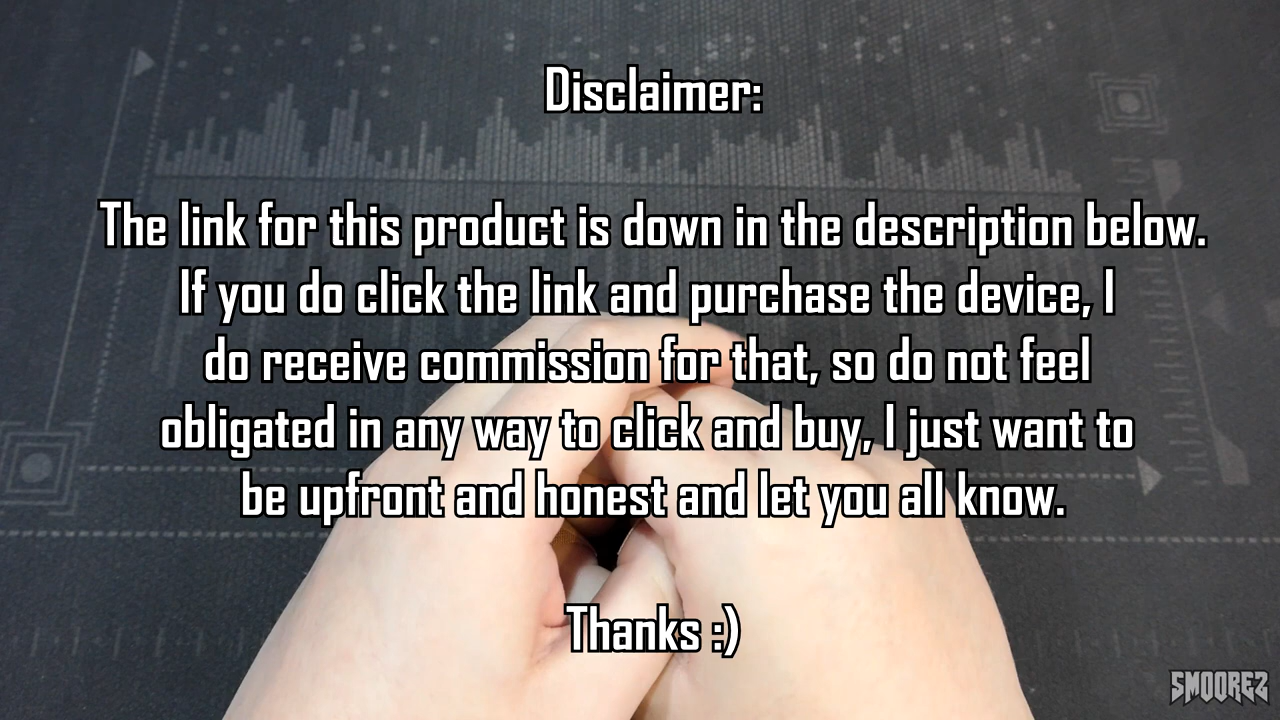 Disclaimer:
The link for this product is down in the description below.
If you do click the link and purchase the device, I
do receive commission for that, so do not feel
obligated in any way to click and buy, I just want to
be upfront and honest and let you all know.
Thanks :)
SMOOREZ